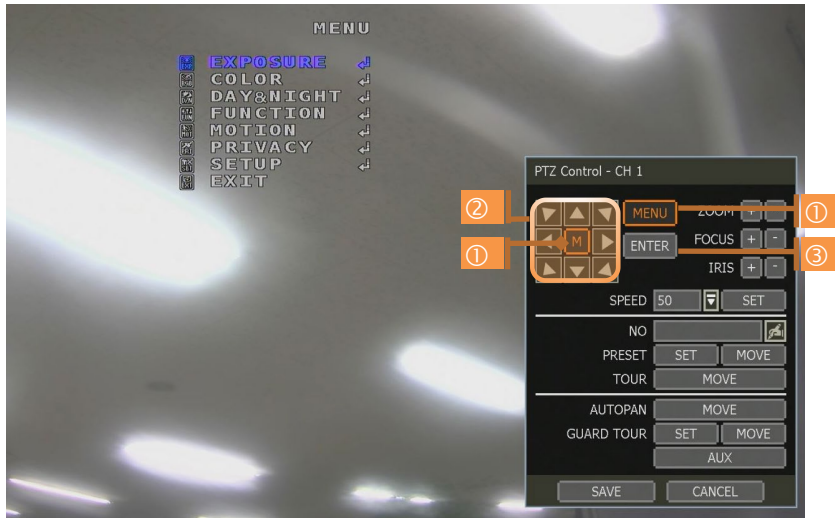 MENU
EXPOSURE
COLOR
DAY&NIGHT
FUNCTION
MOTION
PRIVACY
SETUP
EXIT
PTZ Control - CH 1
② MENU ZOOM + ①
① M ENTER FOCUS + - ③
IRIS + -
SPEED 50 SET
NO
PRESET SET MOVE
TOUR MOVE
AUTOPAN MOVE
GUARD TOUR SET MOVE
AUX
SAVE CANCEL